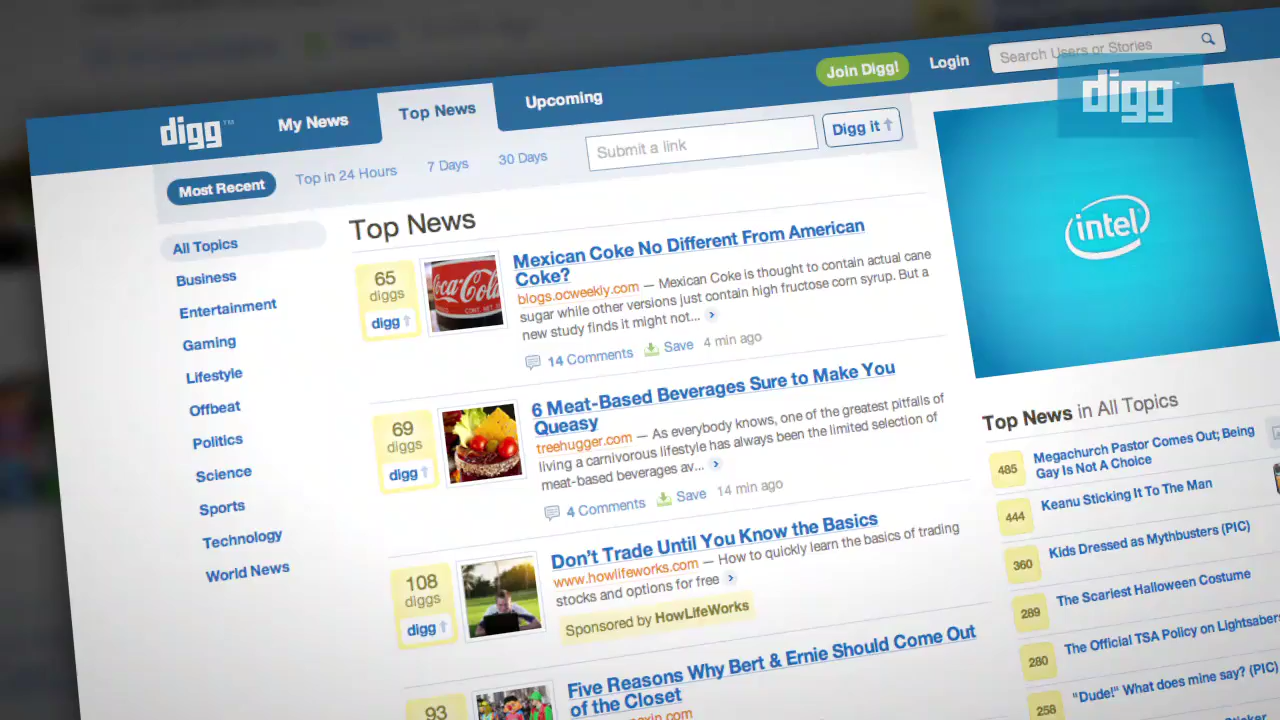 digg™
My News
Top News
Upcoming
Join Digg!
Login
Search Users or Stories
digg
Most Recent
Top in 24 Hours
7 Days
30 Days
Submit a link
Digg it
All Topics
Business
Entertainment
Gaming
Lifestyle
Offbeat
Politics
Science
Sports
Technology
World News
Top News
65
diggs
digg
Coca-Cola
Mexican Coke No Different From American
Coke?
blogs.ocweekly.com — Mexican Coke is thought to contain actual cane
sugar while other versions just contain high fructose corn syrup. But a
new study finds it might not...
14 Comments Save 4 min ago
69
diggs
digg
6 Meat-Based Beverages Sure to Make You
Queasy
treehugger.com — As everybody knows, one of the greatest pitfalls of
living a carnivorous lifestyle has always been the limited selection of
meat-based beverages av...
4 Comments Save 14 min ago
108
diggs
digg
Don't Trade Until You Know the Basics
www.howlifeworks.com — How to quickly learn the basics of trading
stocks and options for free
Sponsored by HowLifeWorks
93
Five Reasons Why Bert & Ernie Should Come Out
of the Closet
intel
Top News in All Topics
485
Megachurch Pastor Comes Out; Being
Gay Is Not A Choice
444
Keanu Sticking It To The Man
360
Kids Dressed as Mythbusters (PIC)
289
The Scariest Halloween Costume
280
The Official TSA Policy on Lightsabers
258
"Dude!" What does mine say? (PIC)